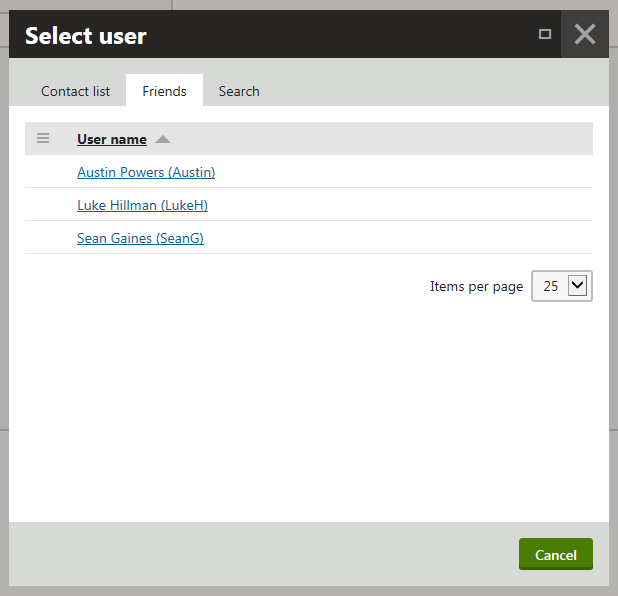 Select user
Contact list Friends Search
User name
Austin Powers (Austin)
Luke Hillman (LukeH)
Sean Gaines (SeanG)
Items per page 25
Cancel